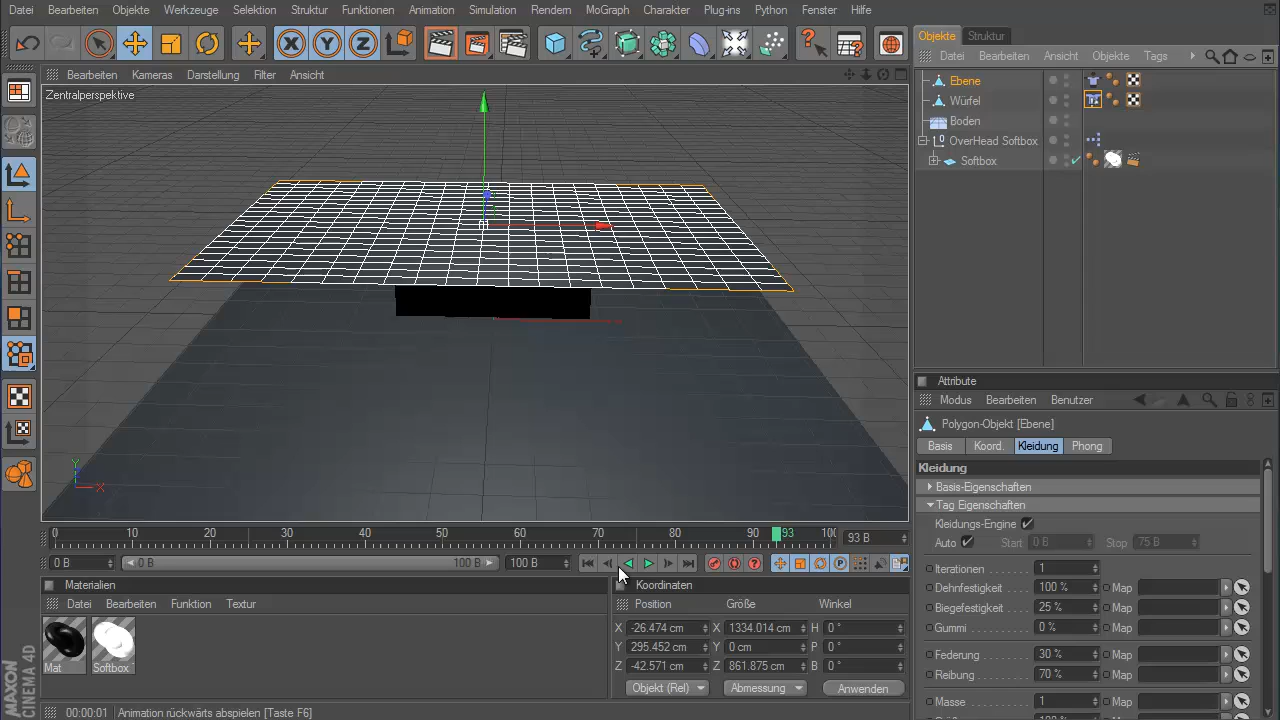 Datei Bearbeiten Objekte Werkzeuge Selektion Struktur Funktionen Animation Simulation Rendern MoGraph Charakter Plug-ins Python Fenster Hilfe
Objekte Struktur
Bearbeiten Kameras Darstellung Filter Ansicht
Datei Bearbeiten Ansicht Objekte Tags
Zentralperspektive
Ebene
Würfel
Boden
OverHead Softbox
Softbox
Y
X
Attribute
Modus Bearbeiten Benutzer
Polygon-Objekt [Ebene]
Basis Koord. Kleidung Phong
Kleidung
Basis-Eigenschaften
Tag Eigenschaften
Kleidungs-Engine
Auto Start 0 B Stop 75 B
Iterationen 1
Dehnfestigkeit 100 % Map
Biegefestigkeit 25 % Map
Gummi 0 % Map
Federung 30 % Map
Reibung 70 % Map
Masse 1 Map
0 10 20 30 40 50 60 70 80 90 93 100 93 B
0 B 0 B 100 B 100 B
Materialien
Datei Bearbeiten Funktion Textur
Mat Softbox
Koordinaten
Position Größe Winkel
X -26.474 cm X 1334.014 cm H 0 °
Y 295.452 cm Y 0 cm P 0 °
Z -42.571 cm Z 861.875 cm B 0 °
Objekt (Rel) Abmessung Anwenden
MAXON CINEMA 4D
00:00:01 Animation rückwärts abspielen [Taste F6]